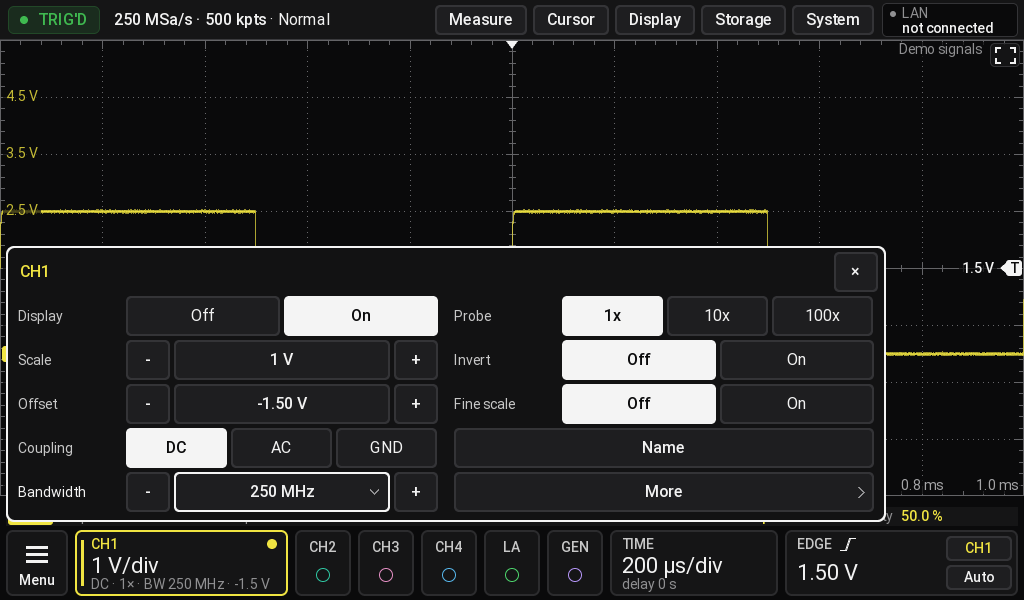 TRIG'D
250 MSa/s · 500 kpts · Normal
Measure
Cursor
Display
Storage
System
LAN
not connected
Demo signals
4.5 V
3.5 V
2.5 V
1.5 V
T
CH1
×
Display
Off
On
Probe
1x
10x
100x
Scale
-
1 V
+
Invert
Off
On
Offset
-
-1.50 V
+
Fine scale
Off
On
Coupling
DC
AC
GND
Name
Bandwidth
-
250 MHz
+
More
0.8 ms
1.0 ms
50.0 %
Menu
CH1
1 V/div
DC · 1× · BW 250 MHz · -1.5 V
CH2
CH3
CH4
LA
GEN
TIME
200 µs/div
delay 0 s
EDGE
1.50 V
CH1
Auto